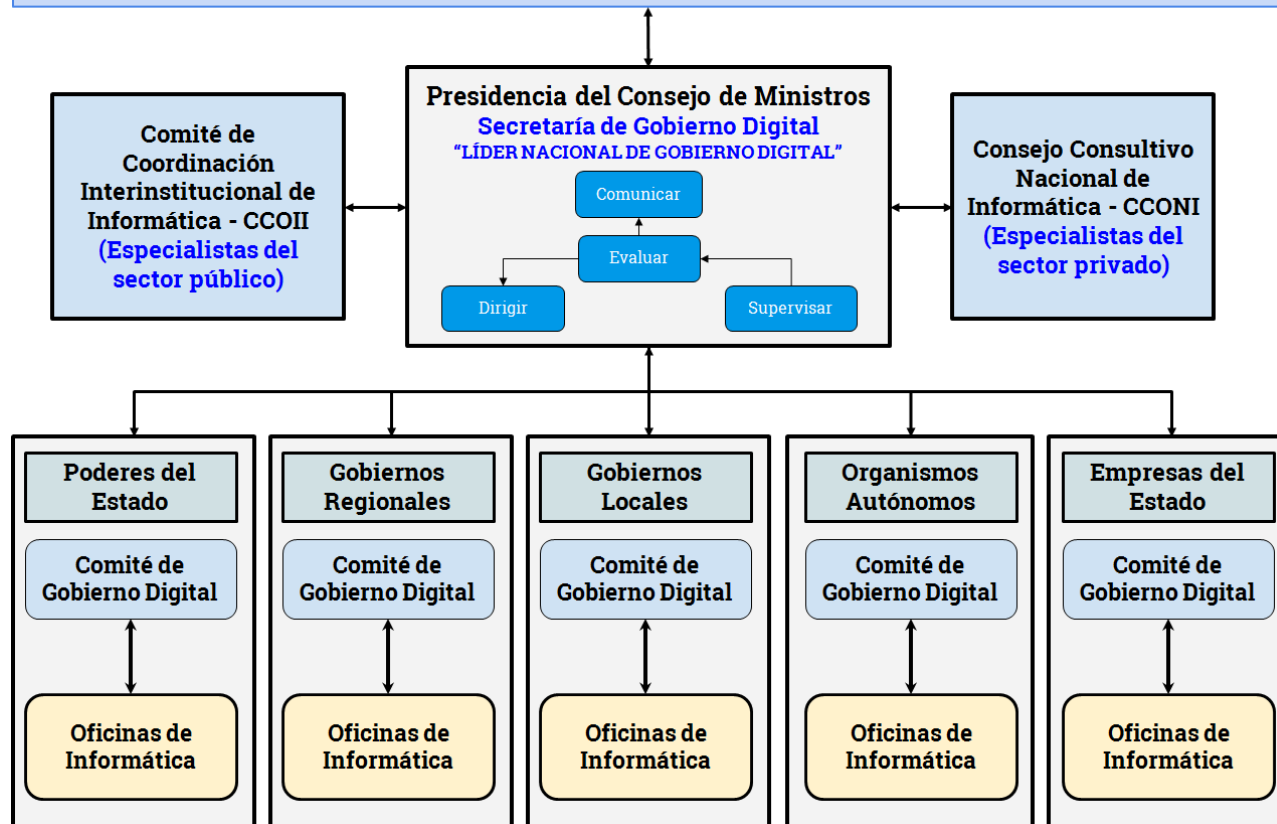 Presidencia del Consejo de Ministros
Secretaría de Gobierno Digital
“LÍDER NACIONAL DE GOBIERNO DIGITAL”
Comunicar
Evaluar
Dirigir
Supervisar
Comité de
Coordinación
Interinstitucional de
Informática - CCOII
(Especialistas del
sector público)
Consejo Consultivo
Nacional de
Informática - CCONI
(Especialistas del
sector privado)
Poderes del
Estado
Comité de
Gobierno Digital
Oficinas de
Informática
Gobiernos
Regionales
Comité de
Gobierno Digital
Oficinas de
Informática
Gobiernos
Locales
Comité de
Gobierno Digital
Oficinas de
Informática
Organismos
Autónomos
Comité de
Gobierno Digital
Oficinas de
Informática
Empresas del
Estado
Comité de
Gobierno Digital
Oficinas de
Informática